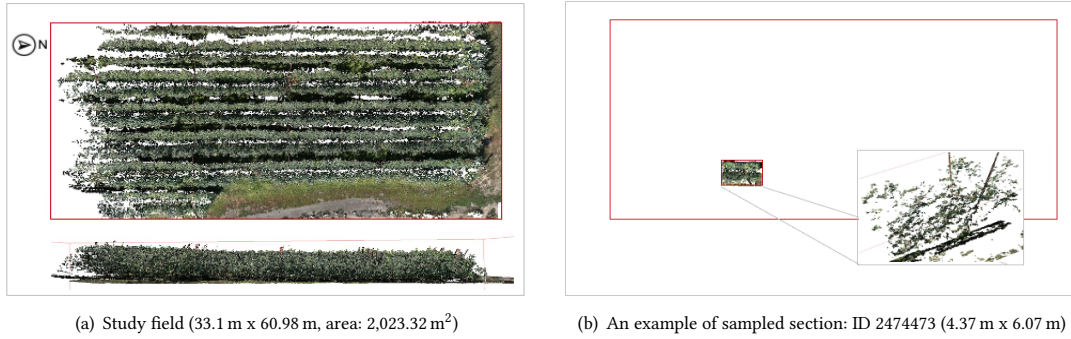 N
(a) Study field (33.1 m x 60.98 m, area: 2,023.32 m²)
(b) An example of sampled section: ID 2474473 (4.37 m x 6.07 m)